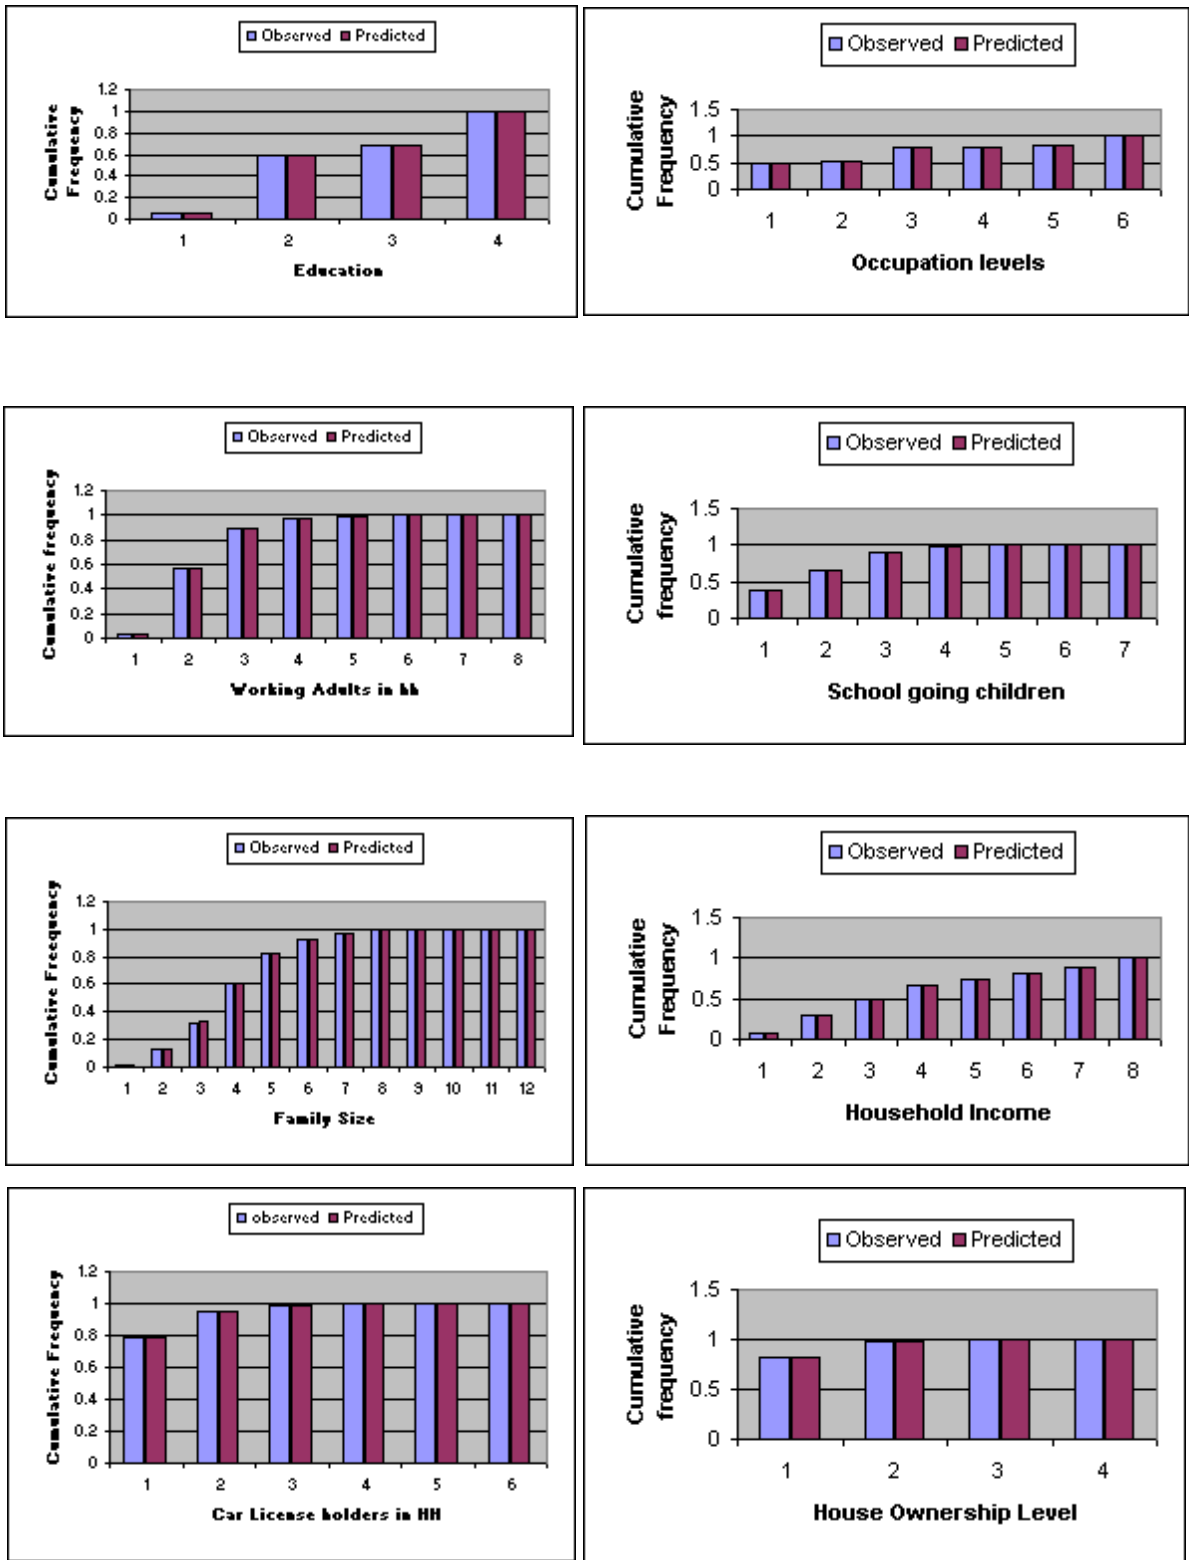 Observed Predicted
Cumulative
Frequency
1.2
1
0.8
0.6
0.4
0.2
0
1 2 3 4
Education
Observed Predicted
Cumulative
Frequency
1.5
1
0.5
0
1 2 3 4 5 6
Occupation levels
Observed Predicted
Cumulative frequency
1.2
1
0.8
0.6
0.4
0.2
0
1 2 3 4 5 6 7 8
Working Adults in hh
Observed Predicted
Cumulative
frequency
1.5
1
0.5
0
1 2 3 4 5 6 7
School going children
Observed Predicted
Cumulative Freequency
1.2
1
0.8
0.6
0.4
0.2
0
1 2 3 4 5 6 7 8 9 10 11 12
Family Size
Observed Predicted
Cumulative
Frequency
1.5
1
0.5
0
1 2 3 4 5 6 7 8
Household Income
observed Predicted
Cumulative Frequency
1.2
1
0.8
0.6
0.4
0.2
0
1 2 3 4 5 6
Car License holders in HH
Observed Predicted
Cumulative
frequency
1.5
1
0.5
0
1 2 3 4
House Ownership Level